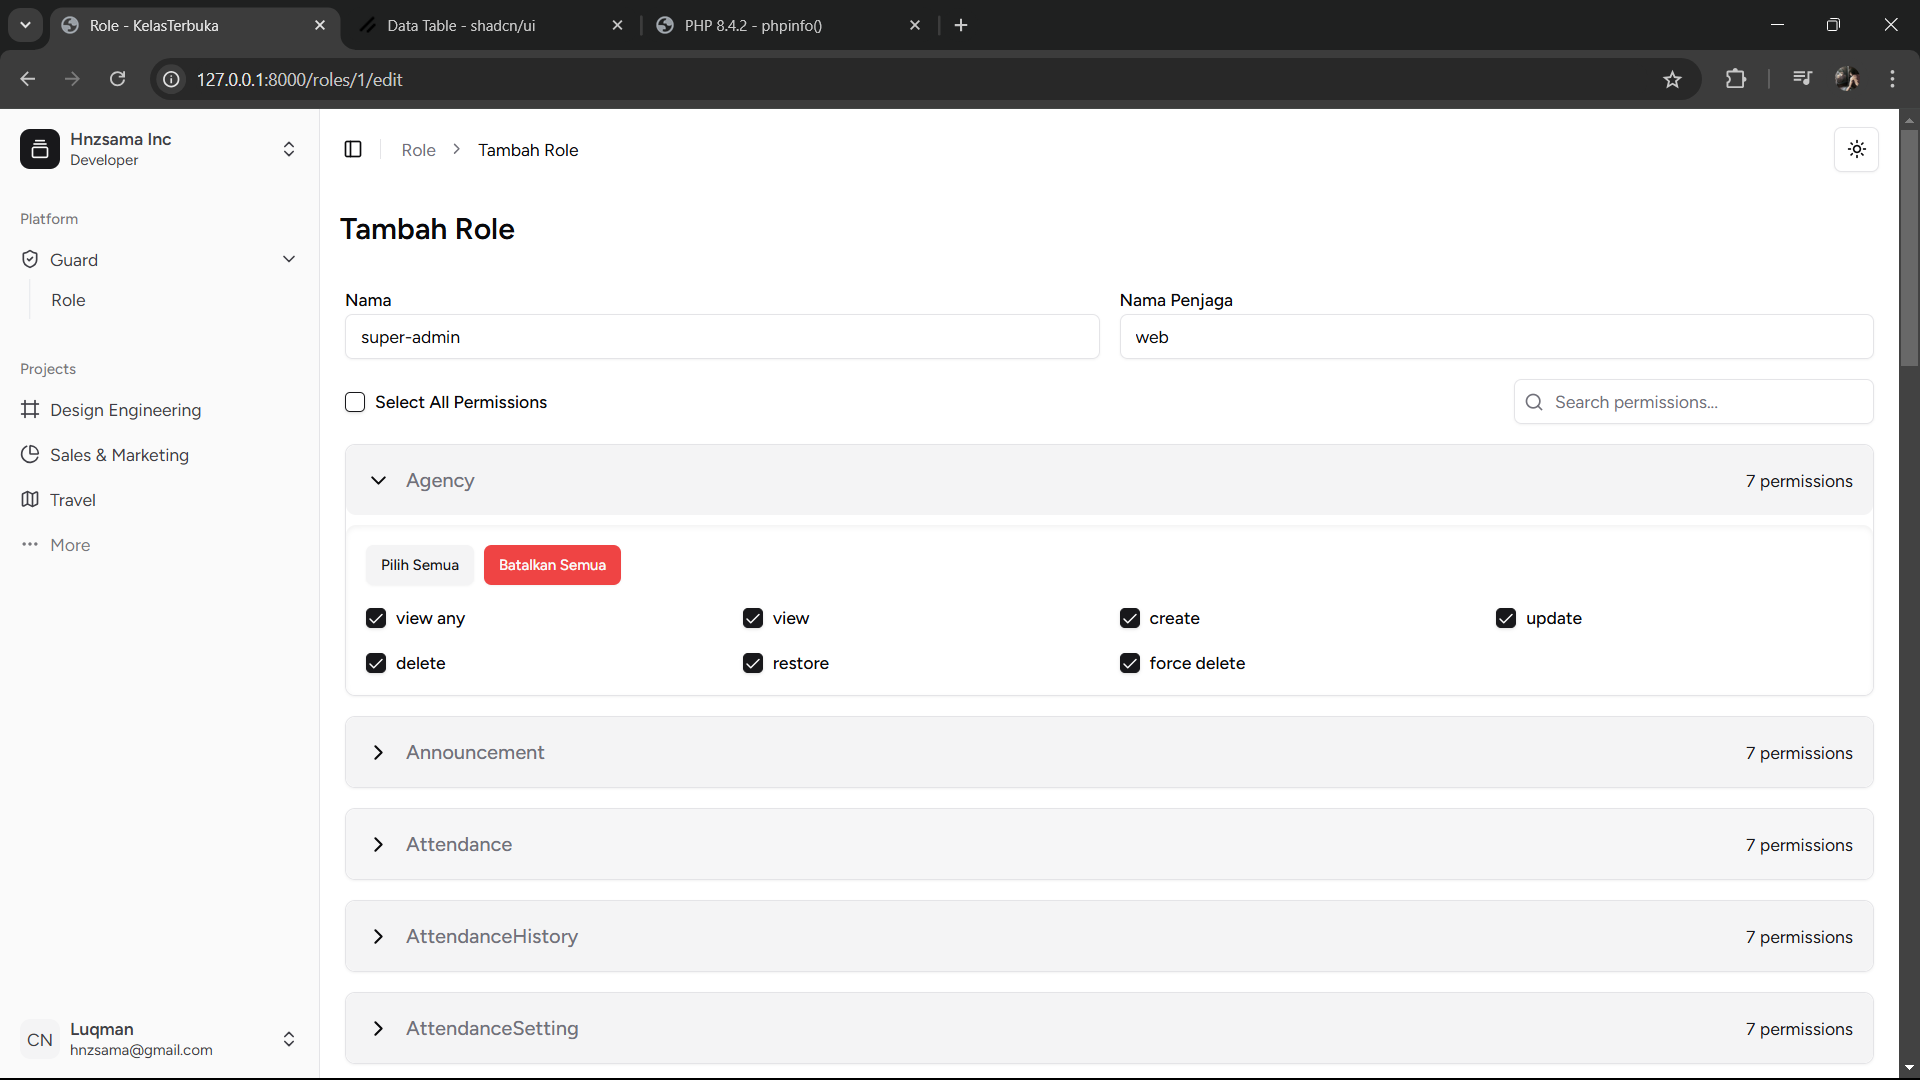 Role - KelasTerbuka
Data Table - shadcn/ui
PHP 8.4.2 - phpinfo()
127.0.0.1:8000/roles/1/edit
Hnzsama Inc
Developer
Platform
Guard
Role
Projects
Design Engineering
Sales & Marketing
Travel
More
CN
Luqman
hnzsama@gmail.com
Role > Tambah Role
Tambah Role
Nama
super-admin
Nama Penjaga
web
Select All Permissions
Search permissions...
Agency 7 permissions
Pilih Semua Batalkan Semua
view any view create update
delete restore force delete
Announcement 7 permissions
Attendance 7 permissions
AttendanceHistory 7 permissions
AttendanceSetting 7 permissions